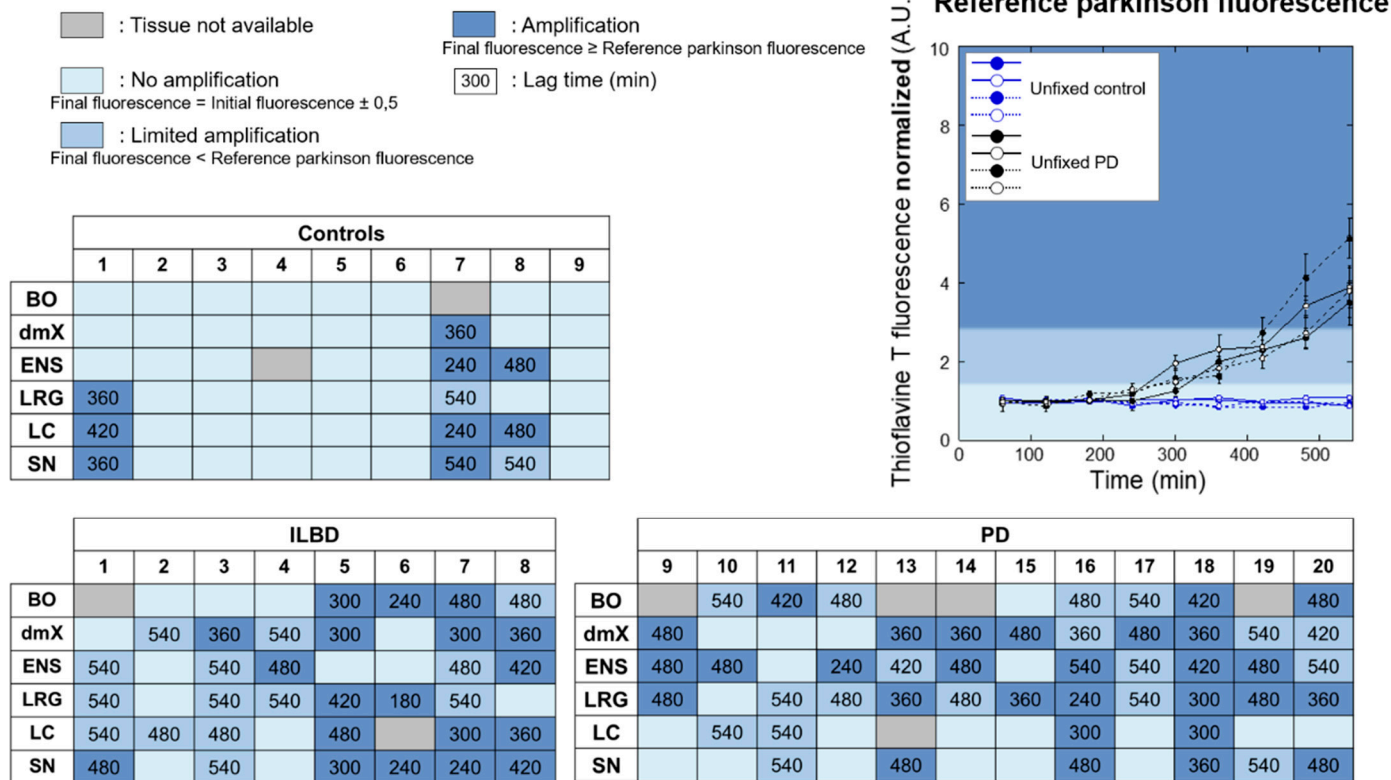 : Tissue not available
: Amplification
Final fluorescence ≥ Reference parkinson fluorescence
: No amplification
Final fluorescence = Initial fluorescence ± 0,5
300 : Lag time (min)
: Limited amplification
Final fluorescence < Reference parkinson fluorescence
Reference parkinson fluorescence
Thioflavine T fluorescence normalized (A.U.
10
8
6
4
2
0
0 100 200 300 400 500
Time (min)
Unfixed control
Unfixed PD
Controls
1 2 3 4 5 6 7 8 9
BO
dmX 360
ENS 240 480
LRG 360 540
LC 420 240 480
SN 360 540 540
ILBD
1 2 3 4 5 6 7 8
BO 300 240 480 480
dmX 540 360 540 300 300 360
ENS 540 540 480 480 420
LRG 540 540 540 420 180 540
LC 540 480 480 480 300 360
SN 480 540 300 240 240 420
PD
9 10 11 12 13 14 15 16 17 18 19 20
BO 540 420 480 480 540 420 480
dmX 480 360 360 480 360 480 360 540 420
ENS 480 480 240 420 480 540 540 420 480 540
LRG 480 540 480 360 480 360 240 540 300 480 360
LC 540 540 300 300
SN 540 480 480 360 540 480